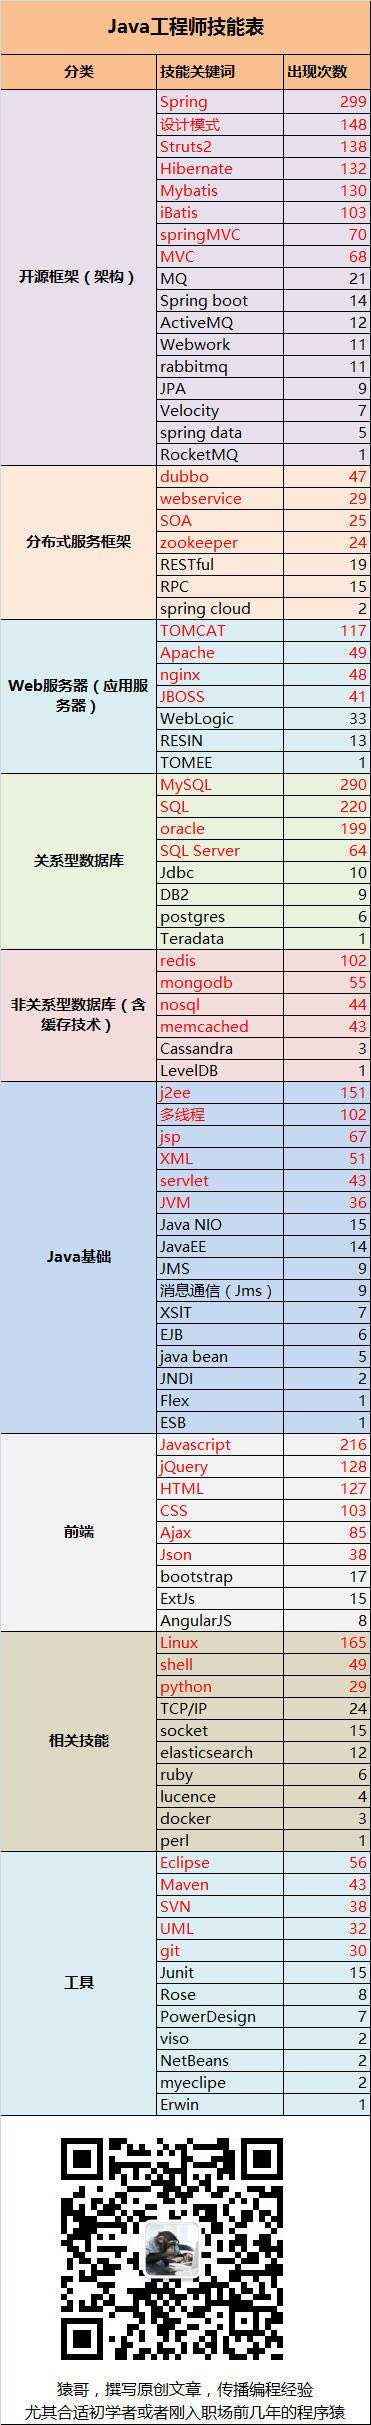 Java工程师技能表
分类 技能关键词 出现次数
开源框架（架构）
Spring 299
设计模式 148
Struts2 138
Hibernate 132
Mybatis 130
iBatis 103
springMVC 70
MVC 68
MQ 21
Spring boot 14
ActiveMQ 12
Webwork 11
rabbitmq 11
JPA 9
Velocity 7
spring data 5
RocketMQ 1
分布式服务框架
dubbo 47
webservice 29
SOA 25
zookeeper 24
RESTful 19
RPC 15
spring cloud 2
Web服务器（应用服
务器）
TOMCAT 117
Apache 49
nginx 48
JBOSS 41
WebLogic 33
RESIN 13
TOMEE 1
关系型数据库
MySQL 290
SQL 220
oracle 199
SQL Server 64
Jdbc 10
DB2 9
postgres 6
Teradata 1
非关系型数据库（含
缓存技术）
redis 102
mongodb 55
nosql 44
memcached 43
Cassandra 3
LevelDB 1
Java基础
j2ee 151
多线程 102
jsp 67
XML 51
servlet 43
JVM 36
Java NIO 15
JavaEE 14
JMS 9
消息通信（Jms） 9
XSlT 7
EJB 6
java bean 5
JNDI 2
Flex 1
ESB 1
前端
Javascript 216
jQuery 128
HTML 127
CSS 103
Ajax 85
Json 38
bootstrap 17
ExtJs 15
AngularJS 8
相关技能
Linux 165
shell 49
python 29
TCP/IP 24
socket 15
elasticsearch 12
ruby 6
lucence 4
docker 3
perl 1
工具
Eclipse 56
Maven 43
SVN 38
UML 32
git 30
Junit 15
Rose 8
PowerDesign 7
viso 2
NetBeans 2
myeclipe 2
Erwin 1
猿哥，撰写原创文章，传播编程经验
尤其合适初学者或者刚入职场前几年的程序猿